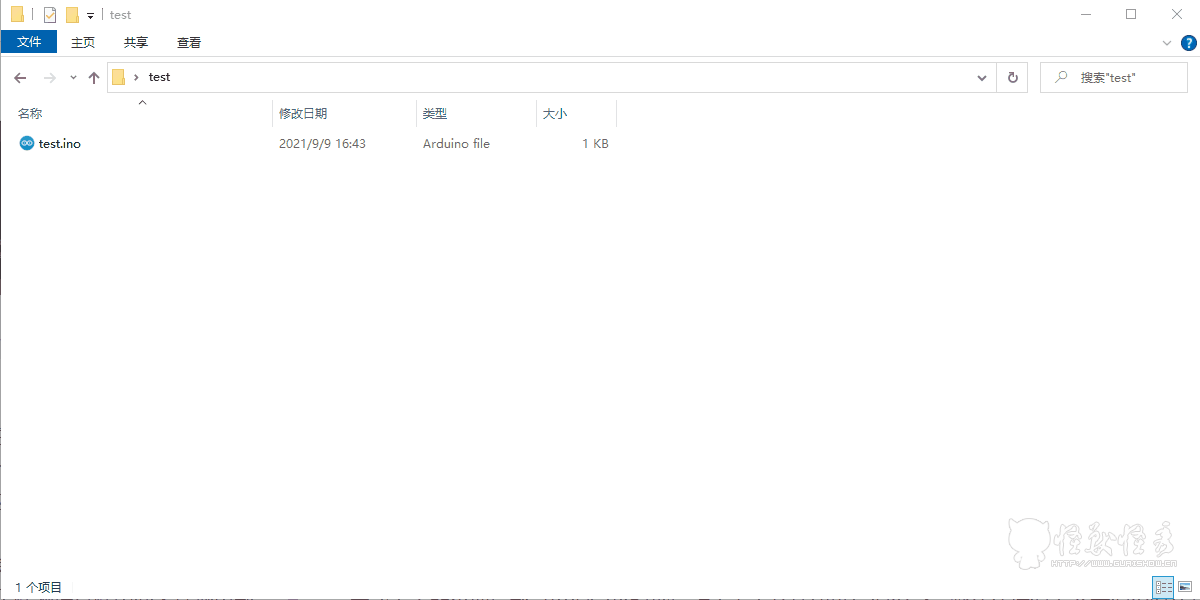 test
文件 主页 共享 查看
test 搜索"test"
名称 修改日期 类型 大小
test.ino 2021/9/9 16:43 Arduino file 1 KB
怪兽怪秀
HTTP://WWW.GUAISHOW.CN
1 个项目